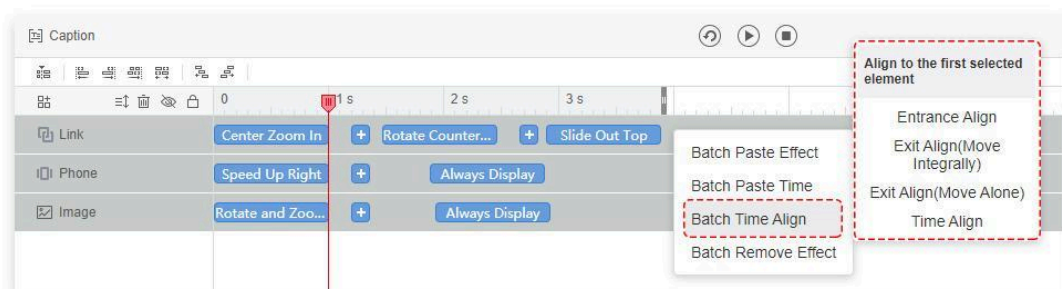 Caption
0
1 s
2 s
3 s
Link
Center Zoom In
Rotate Counter...
Slide Out Top
Phone
Speed Up Right
Always Display
Image
Rotate and Zoo...
Always Display
Batch Paste Effect
Batch Paste Time
Batch Time Align
Batch Remove Effect
Align to the first selected
element
Entrance Align
Exit Align(Move
Integrally)
Exit Align(Move Alone)
Time Align